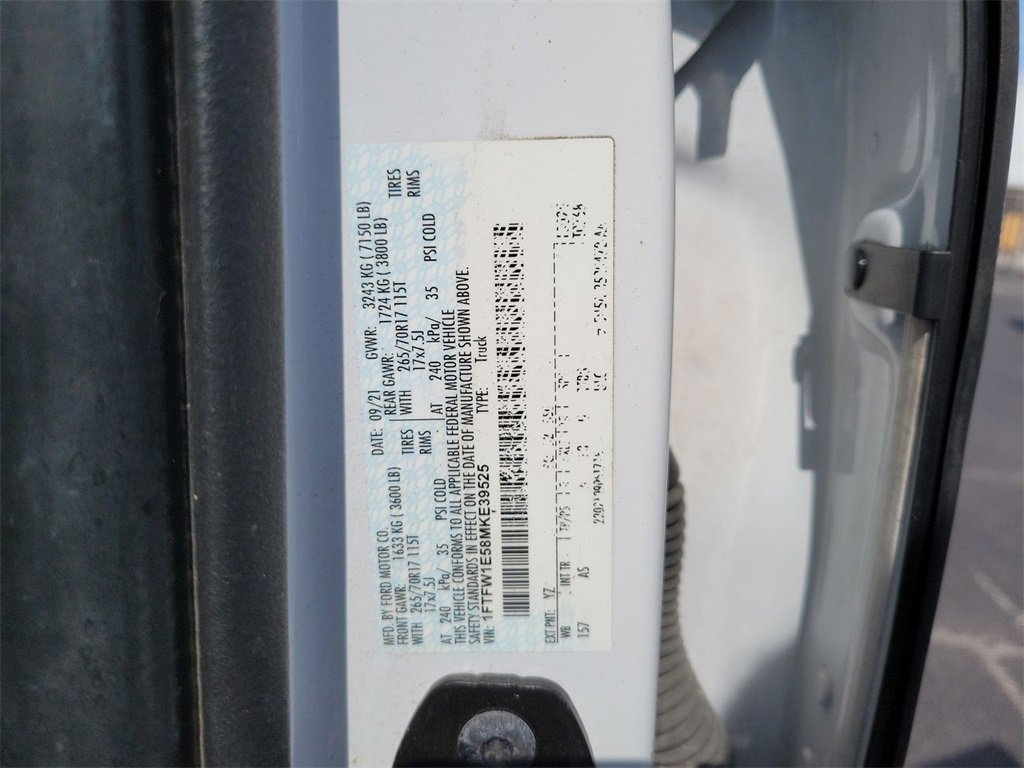 MFD. BY FORD MOTOR CO. DATE: 09/21 GVWR: 3243 KG ( 7150 LB)
FRONT GAWR: 1633 KG ( 3600 LB) REAR GAWR: 1724 KG ( 3800 LB)
WITH 265/70R17 115T TIRES WITH 265/70R17 115T TIRES
17x7.5J RIMS 17x7.5J RIMS
AT 240 kPa/ 35 PSI COLD AT 240 kPa/ 35 PSI COLD
THIS VEHICLE CONFORMS TO ALL APPLICABLE FEDERAL MOTOR VEHICLE
SAFETY STANDARDS IN EFFECT ON THE DATE OF MANUFACTURE SHOWN ABOVE.
VIN: 1FTFW1E58MKE39525 TYPE: Truck
EXT PNT: YZ
WB INT TR
157 AS